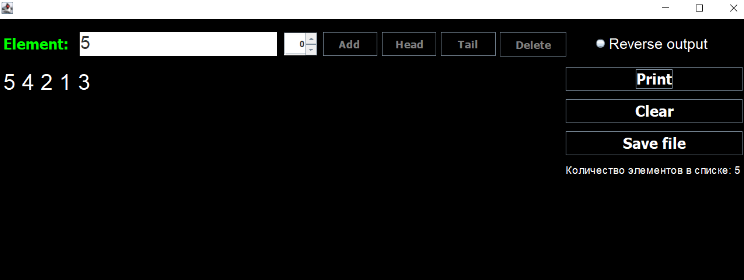 Element: 5 0 Add Head Tail Delete Reverse output
5 4 2 1 3
Print
Clear
Save file
Количество элементов в списке: 5